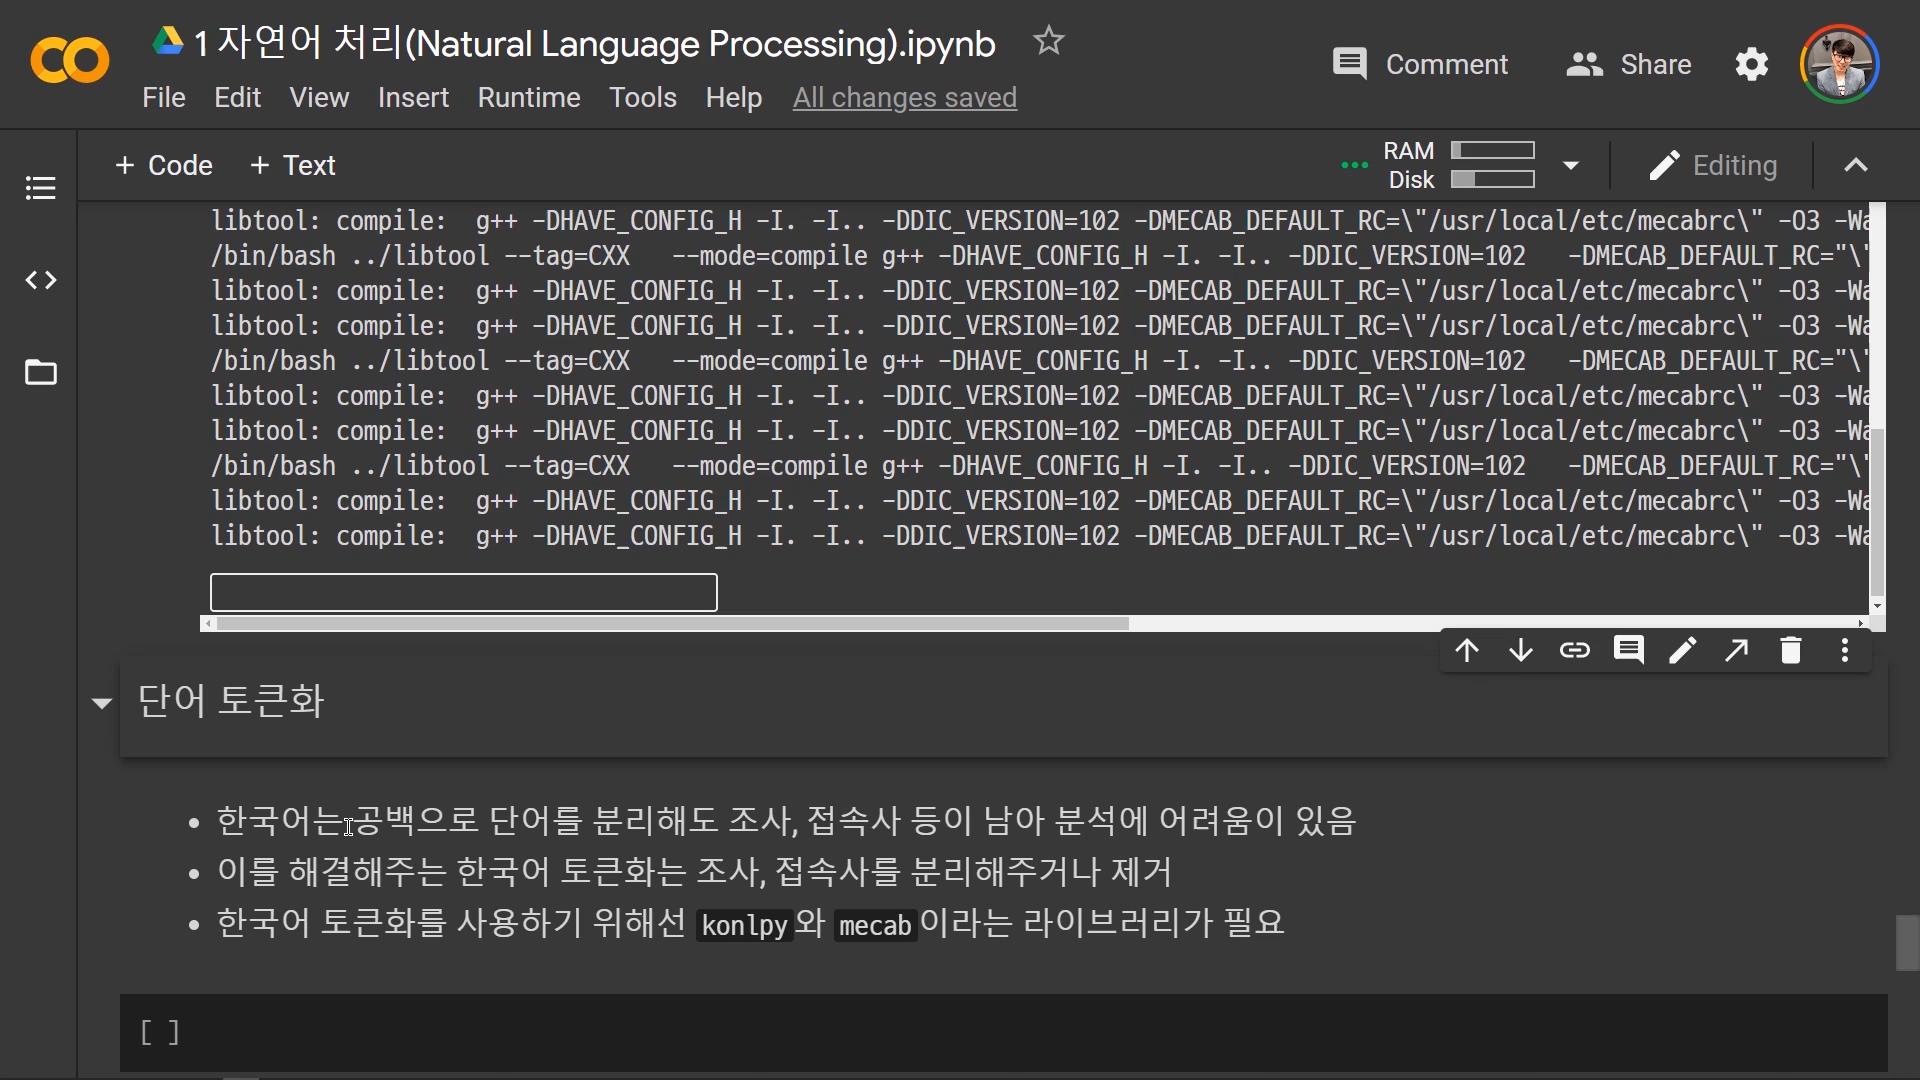 1 자연어 처리(Natural Language Processing).ipynb
File Edit View Insert Runtime Tools Help All changes saved
Comment Share
+ Code + Text
RAM
Disk
Editing
libtool: compile:  g++ -DHAVE_CONFIG_H -I. -I.. -DDIC_VERSION=102 -DMECAB_DEFAULT_RC=\"/usr/local/etc/mecabrc\" -O3 -Wa
/bin/bash ../libtool --tag=CXX   --mode=compile g++ -DHAVE_CONFIG_H -I. -I.. -DDIC_VERSION=102   -DMECAB_DEFAULT_RC="\"
libtool: compile:  g++ -DHAVE_CONFIG_H -I. -I.. -DDIC_VERSION=102 -DMECAB_DEFAULT_RC=\"/usr/local/etc/mecabrc\" -O3 -Wa
libtool: compile:  g++ -DHAVE_CONFIG_H -I. -I.. -DDIC_VERSION=102 -DMECAB_DEFAULT_RC=\"/usr/local/etc/mecabrc\" -O3 -Wa
/bin/bash ../libtool --tag=CXX   --mode=compile g++ -DHAVE_CONFIG_H -I. -I.. -DDIC_VERSION=102   -DMECAB_DEFAULT_RC="\"
libtool: compile:  g++ -DHAVE_CONFIG_H -I. -I.. -DDIC_VERSION=102 -DMECAB_DEFAULT_RC=\"/usr/local/etc/mecabrc\" -O3 -Wa
libtool: compile:  g++ -DHAVE_CONFIG_H -I. -I.. -DDIC_VERSION=102 -DMECAB_DEFAULT_RC=\"/usr/local/etc/mecabrc\" -O3 -Wa
/bin/bash ../libtool --tag=CXX   --mode=compile g++ -DHAVE_CONFIG_H -I. -I.. -DDIC_VERSION=102   -DMECAB_DEFAULT_RC="\"
libtool: compile:  g++ -DHAVE_CONFIG_H -I. -I.. -DDIC_VERSION=102 -DMECAB_DEFAULT_RC=\"/usr/local/etc/mecabrc\" -O3 -Wa
libtool: compile:  g++ -DHAVE_CONFIG_H -I. -I.. -DDIC_VERSION=102 -DMECAB_DEFAULT_RC=\"/usr/local/etc/mecabrc\" -O3 -Wa
단어 토큰화
• 한국어는 공백으로 단어를 분리해도 조사, 접속사 등이 남아 분석에 어려움이 있음
• 이를 해결해주는 한국어 토큰화는 조사, 접속사를 분리해주거나 제거
• 한국어 토큰화를 사용하기 위해선 konlpy와 mecab이라는 라이브러리가 필요
[ ]